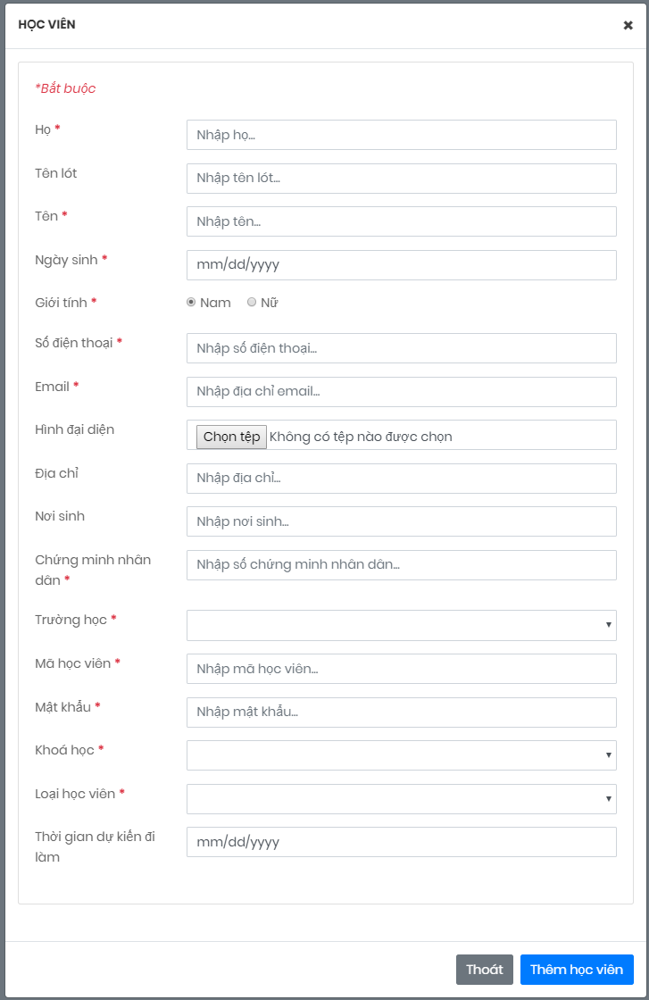 HỌC VIÊN ✖
*Bắt buộc
Họ * Nhập họ...
Tên lót Nhập tên lót...
Tên * Nhập tên...
Ngày sinh * mm/dd/yyyy
Giới tính * Nam Nữ
Số điện thoại * Nhập số điện thoại...
Email * Nhập địa chỉ email...
Hình đại diện Chọn tệp Không có tệp nào được chọn
Địa chỉ Nhập địa chỉ...
Nơi sinh Nhập nơi sinh...
Chứng minh nhân Nhập số chứng minh nhân dân...
dân *
Trường học *
Mã học viên * Nhập mã học viên...
Mật khẩu * Nhập mật khẩu...
Khoá học *
Loại học viên *
Thời gian dự kiến đi mm/dd/yyyy
làm
Thoát Thêm học viên